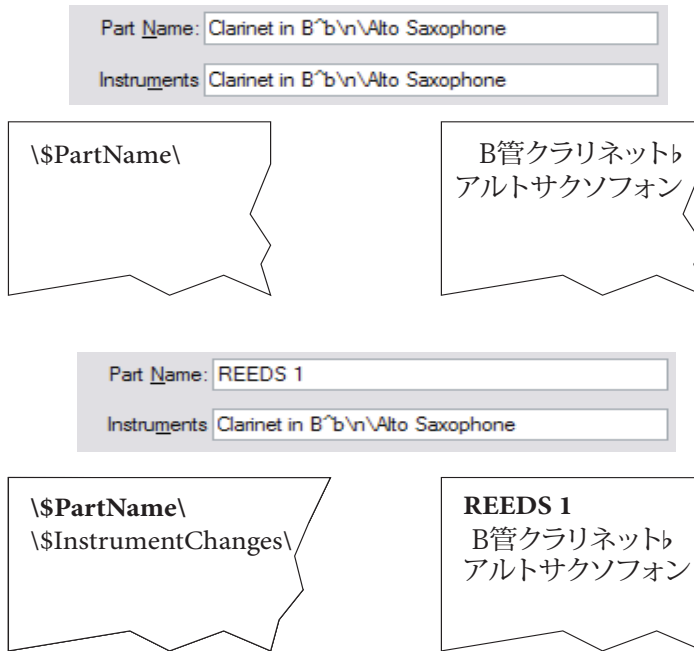 Part Name: Clarinet in B^b\n\Alto Saxophone
Instruments Clarinet in B^b\n\Alto Saxophone
\$PartName\
B管クラリネット♭
アルトサクソフォン
Part Name: REEDS 1
Instruments Clarinet in B^b\n\Alto Saxophone
\$PartName\
\$InstrumentChanges\
REEDS 1
B管クラリネット♭
アルトサクソフォン